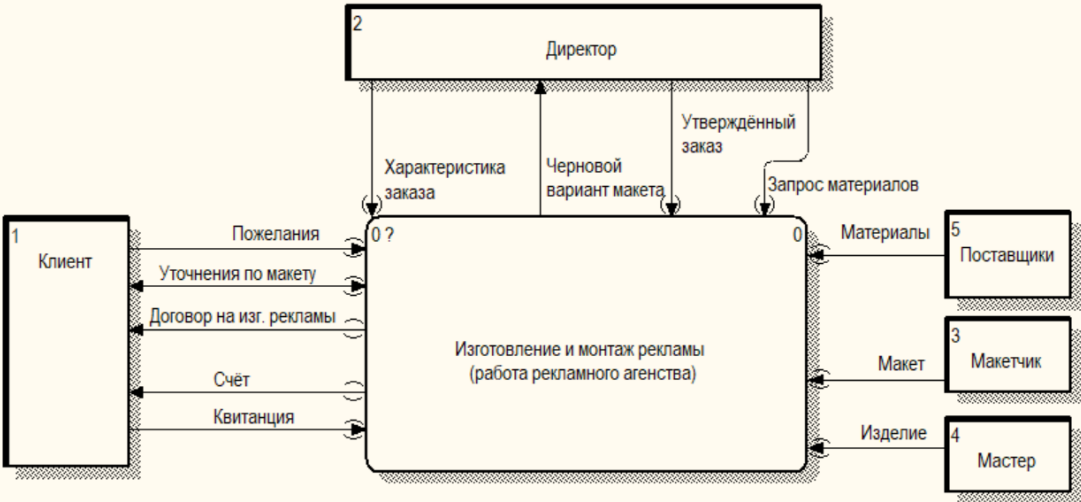 2
Директор
Характеристика
заказа
Черновой
вариант макета
Утверждённый
заказ
Запрос материалов
1
Клиент
Пожелания
Уточнения по макету
Договор на изг. рекламы
Счёт
Квитанция
0 ?
0
Изготовление и монтаж рекламы
(работа рекламного агенства)
Материалы
5
Поставщики
Макет
3
Макетчик
Изделие
4
Мастер